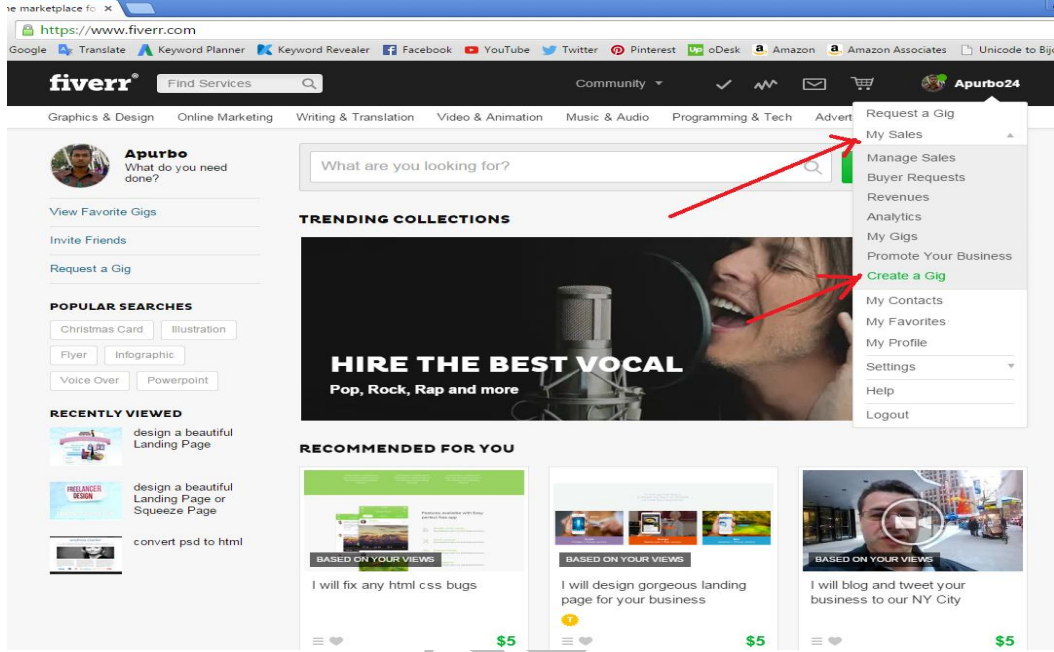 ne marketplace fo
https://www.fiverr.com
Google Translate Keyword Planner Keyword Revealer Facebook YouTube Twitter Pinterest Up oDesk Amazon Amazon Associates Unicode to Bij
fiverr® Find Services Community Apurbo24
Graphics & Design Online Marketing Writing & Translation Video & Animation Music & Audio Programming & Tech Advert
Request a Gig
My Sales
Manage Sales
Buyer Requests
Revenues
Analytics
My Gigs
Promote Your Business
Create a Gig
My Contacts
My Favorites
My Profile
Settings
Help
Logout
Apurbo
What do you need
done?
View Favorite Gigs
Invite Friends
Request a Gig
POPULAR SEARCHES
Christmas Card Illustration
Flyer Infographic
Voice Over Powerpoint
RECENTLY VIEWED
design a beautiful
Landing Page
FREELANCER
DESIGN
design a beautiful
Landing Page or
Squeeze Page
convert psd to html
What are you looking for?
TRENDING COLLECTIONS
HIRE THE BEST VOCAL
Pop, Rock, Rap and more
RECOMMENDED FOR YOU
BASED ON YOUR VIEWS
I will fix any html css bugs
$5
BASED ON YOUR VIEWS
I will design gorgeous landing
page for your business
T
$5
BASED ON YOUR VIEWS
I will blog and tweet your
business to our NY City
$5